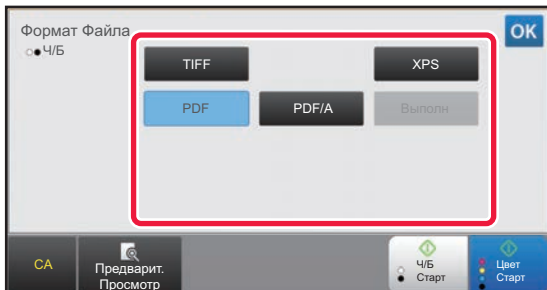 Формат Файла
OK
Ч/Б
TIFF
XPS
PDF
PDF/A
Выполн
CA
Предварит.
Просмотр
Ч/Б
Старт
Цвет
Старт